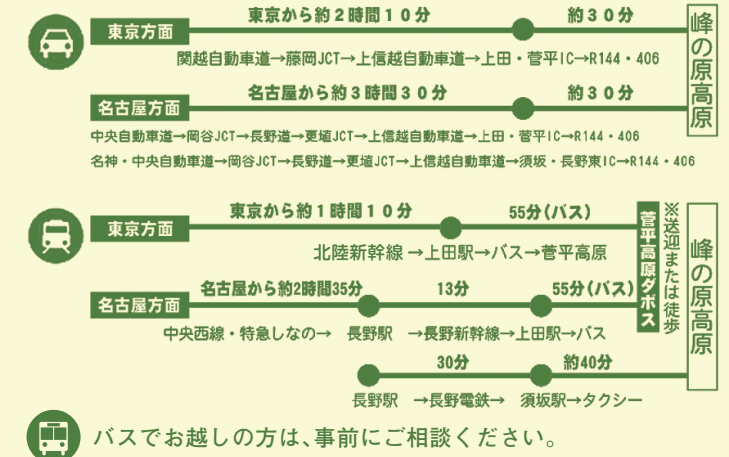 東京から約2時間10分 約30分
東京方面
関越自動車道→藤岡JCT→上信越自動車道→上田・菅平IC→R144・406
名古屋から約3時間30分 約30分
名古屋方面
中央自動車道→岡谷JCT→長野道→更埴JCT→上信越自動車道→上田・菅平IC→R144・406
名神・中央自動車道→岡谷JCT→長野道→更埴JCT→上信越自動車道→須坂・長野東IC→R144・406
峰の原高原
東京から約1時間10分 55分(バス)
東京方面
北陸新幹線→上田駅→バス→菅平高原
名古屋から約2時間35分 13分 55分(バス)
名古屋方面
中央西線・特急しなの→ 長野駅 →長野新幹線→上田駅→バス
菅平高原ダボス
※送迎または徒歩
峰の原高原
30分 約40分
長野駅 →長野電鉄→ 須坂駅→タクシー
バスでお越しの方は、事前にご相談ください。